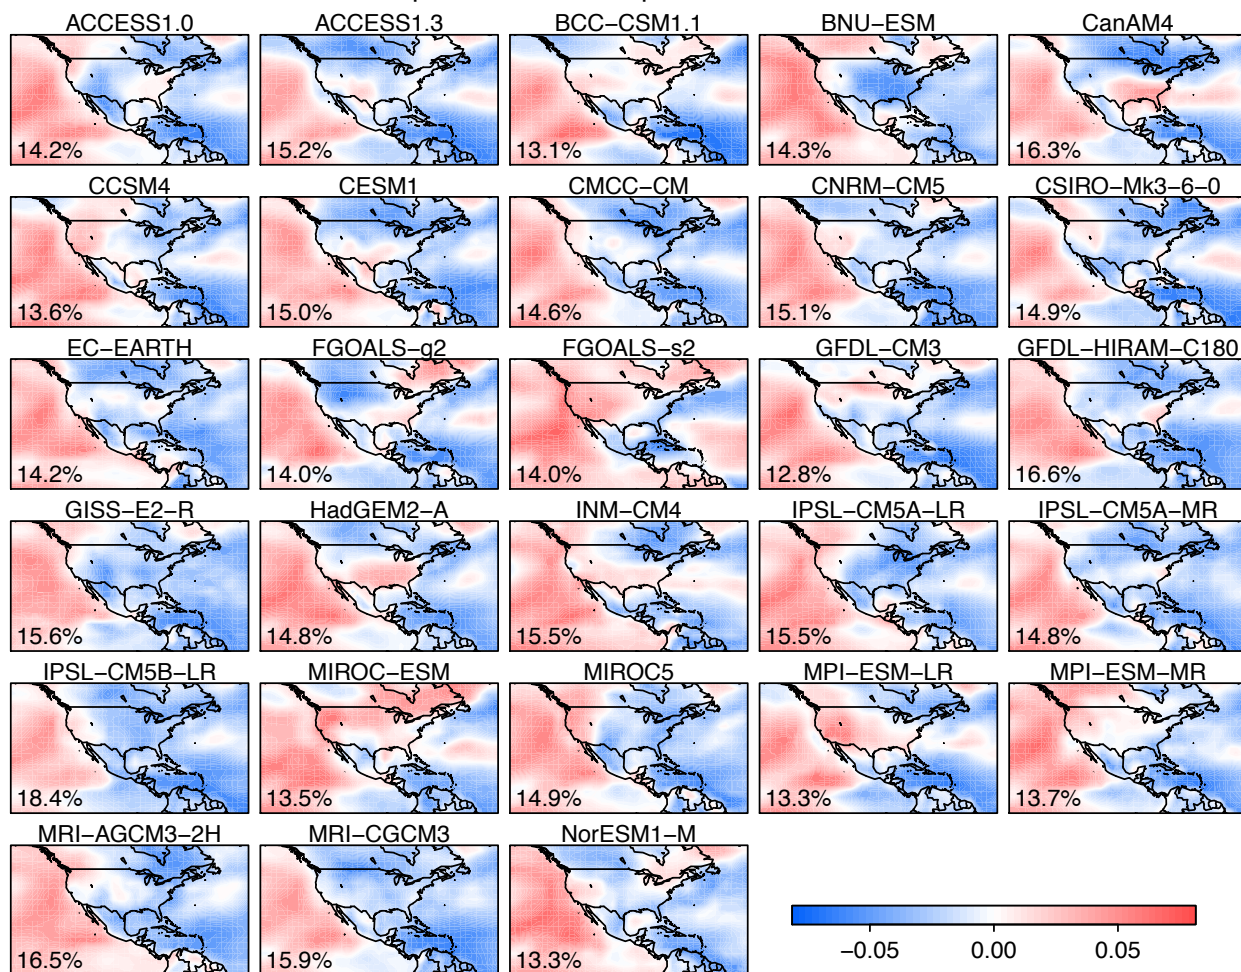 ACCESS1.0 ACCESS1.3 BCC−CSM1.1 BNU−ESM CanAM4
14.2% 15.2% 13.1% 14.3% 16.3%
CCSM4 CESM1 CMCC−CM CNRM−CM5 CSIRO−Mk3−6−0
13.6% 15.0% 14.6% 15.1% 14.9%
EC−EARTH FGOALS−g2 FGOALS−s2 GFDL−CM3 GFDL−HIRAM−C180
14.2% 14.0% 14.0% 12.8% 16.6%
GISS−E2−R HadGEM2−A INM−CM4 IPSL−CM5A−LR IPSL−CM5A−MR
15.6% 14.8% 15.5% 15.5% 14.8%
IPSL−CM5B−LR MIROC−ESM MIROC5 MPI−ESM−LR MPI−ESM−MR
18.4% 13.5% 14.9% 13.3% 13.7%
MRI−AGCM3−2H MRI−CGCM3 NorESM1−M
16.5% 15.9% 13.3%
−0.05 0.00 0.05